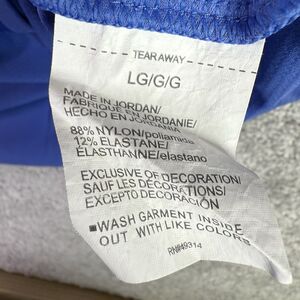 TEAR AWAY
LG/G/G
MADE IN JORDAN/
FABRIQUÉ EN JORDANIE/
HECHO EN JORDANIA
88% NYLON/poliamida
12% ELASTANE/
ÉLASTHANNE/elastano
EXCLUSIVE OF DECORATION/
SAUF LES DÉCORATIONS/
EXCEPTO DECORACIÓN
■WASH GARMENT INSIDE
OUT WITH LIKE COLORS